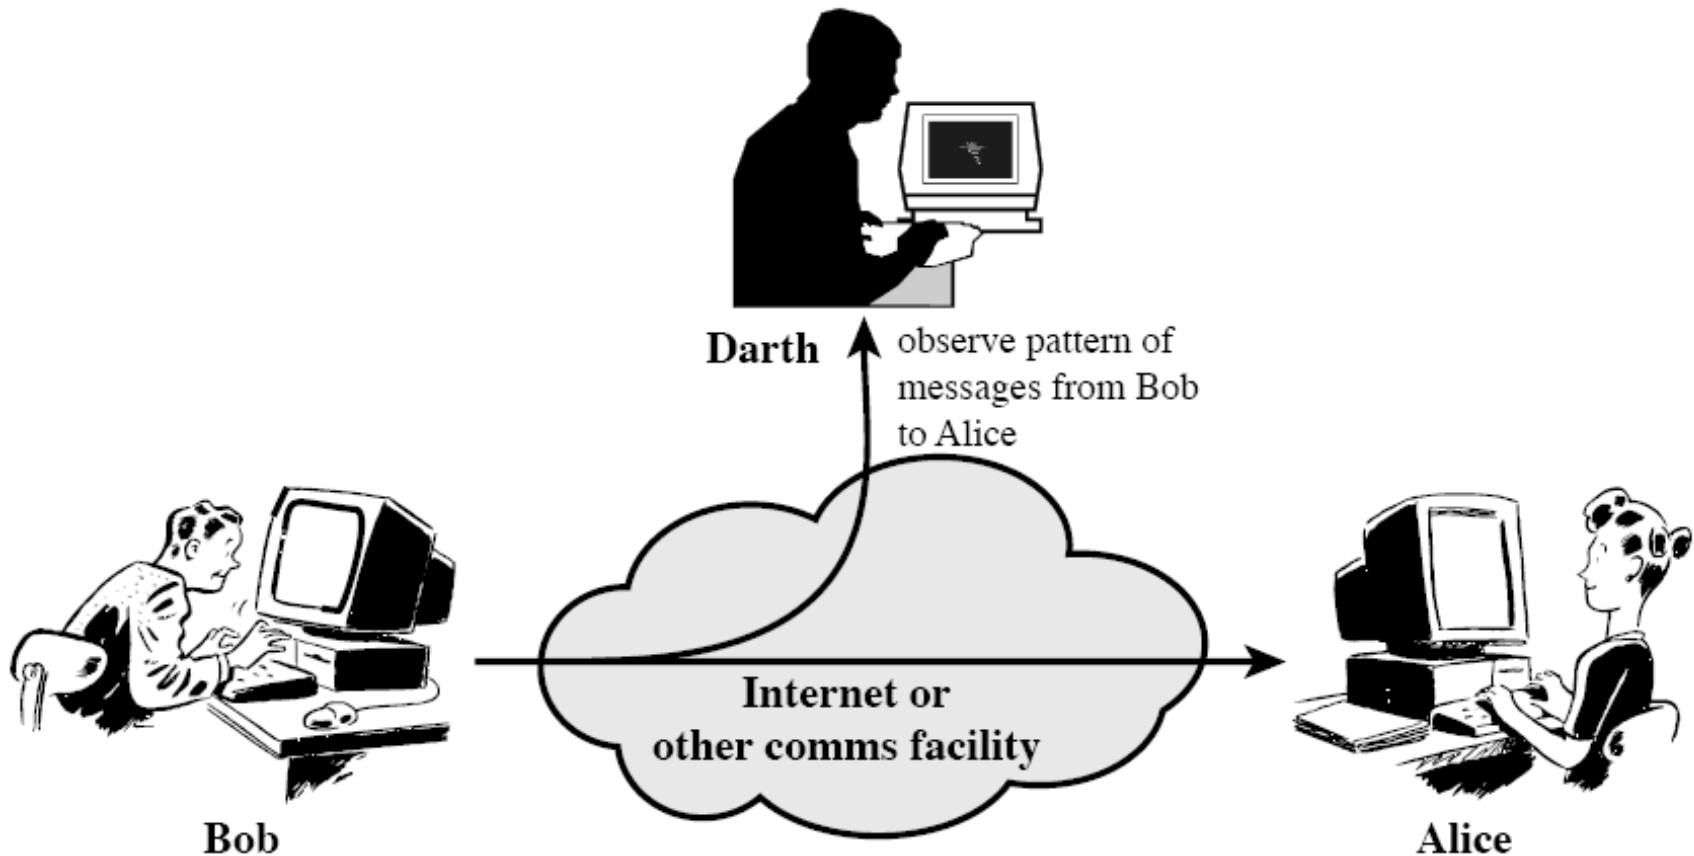 Darth
observe pattern of
messages from Bob
to Alice
Internet or
other comms facility
Bob
Alice